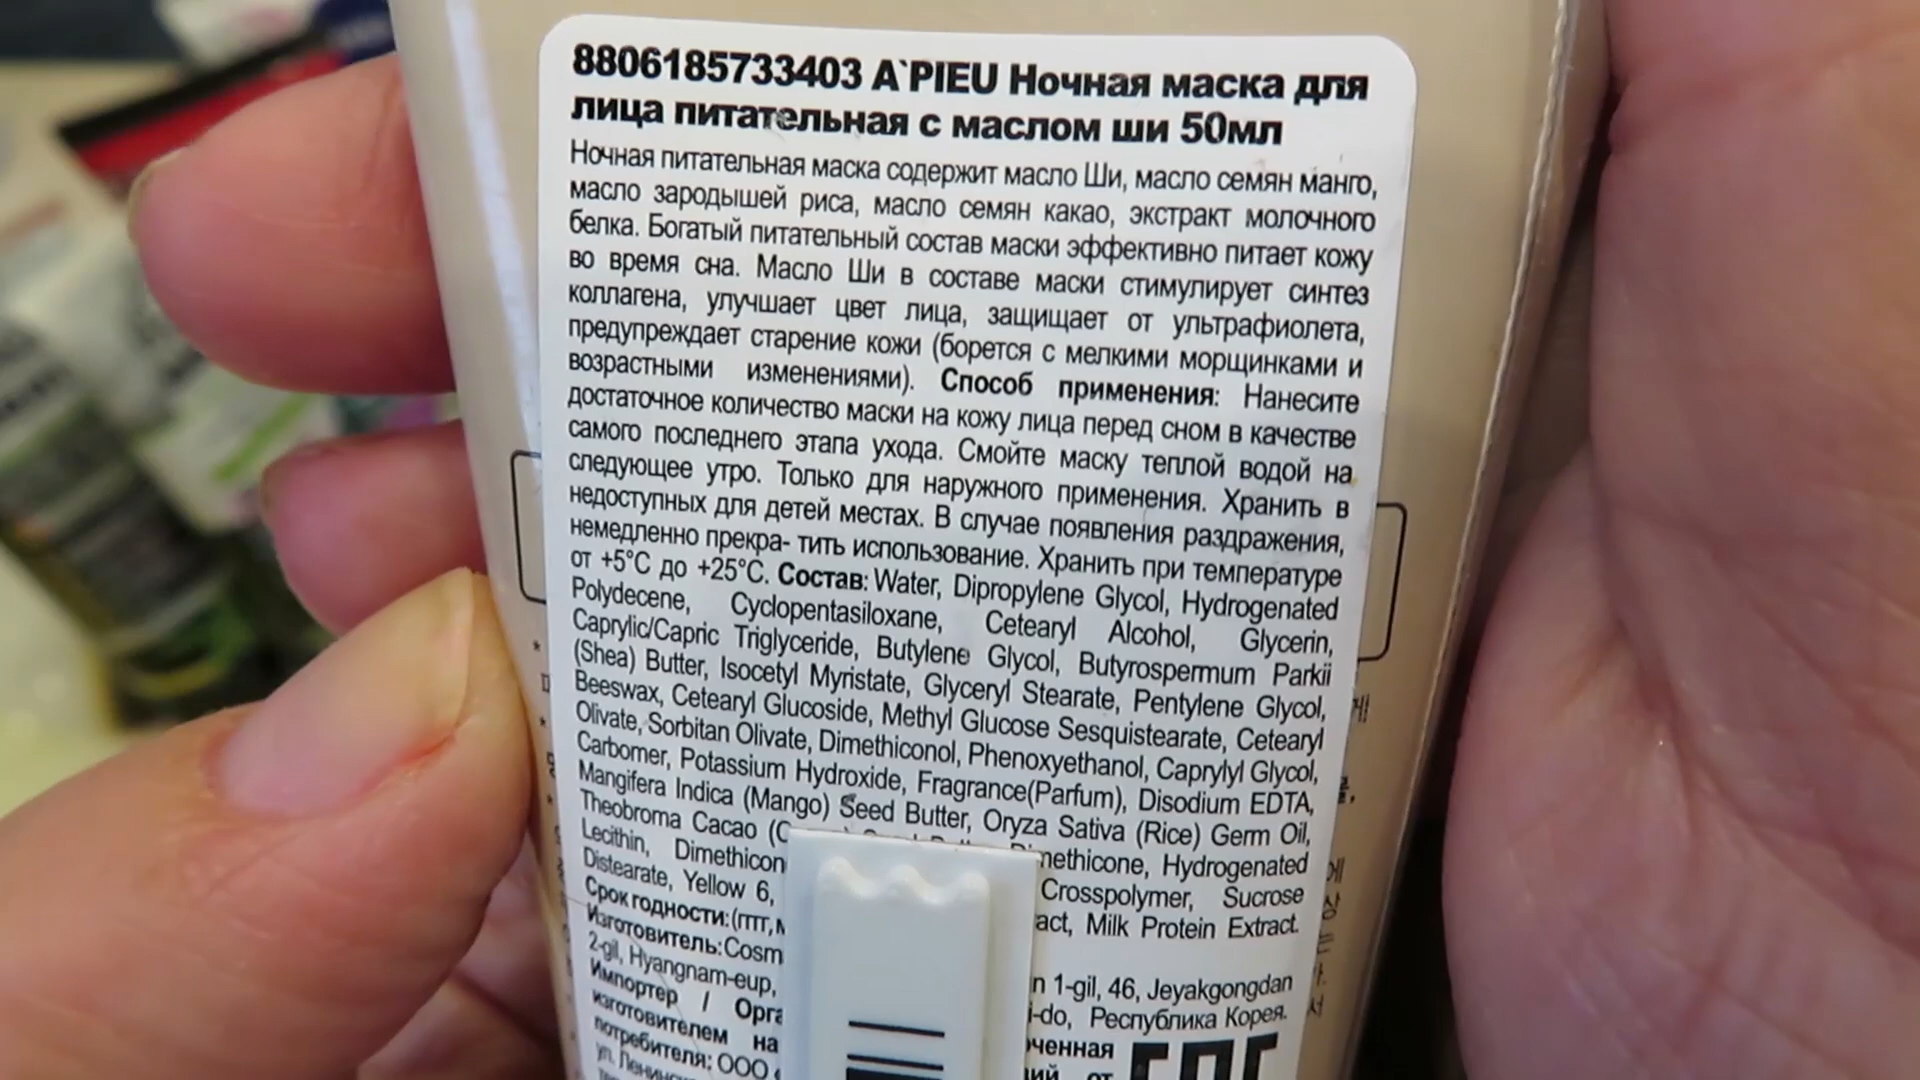 8806185733403 A`PIEU Ночная маска для
лица питательная с маслом ши 50мл
Ночная питательная маска содержит масло Ши, масло семян манго,
масло зародышей риса, масло семян какао, экстракт молочного
белка. Богатый питательный состав маски эффективно питает кожу
во время сна. Масло Ши в составе маски стимулирует синтез
коллагена, улучшает цвет лица, защищает от ультрафиолета,
предупреждает старение кожи (борется с мелкими морщинками и
возрастными изменениями). Способ применения: Нанесите
достаточное количество маски на кожу лица перед сном в качестве
самого последнего этапа ухода. Смойте маску теплой водой на
следующее утро. Только для наружного применения. Хранить в
недоступных для детей местах. В случае появления раздражения,
немедленно прекра- тить использование. Хранить при температуре
от +5°C до +25°C. Состав: Water, Dipropylene Glycol, Hydrogenated
Polydecene, Cyclopentasiloxane, Cetearyl Alcohol, Glycerin,
Caprylic/Capric Triglyceride, Butylene Glycol, Butyrospermum Parkii
(Shea) Butter, Isocetyl Myristate, Glyceryl Stearate, Pentylene Glycol,
Beeswax, Cetearyl Glucoside, Methyl Glucose Sesquistearate, Cetearyl
Olivate, Sorbitan Olivate, Dimethiconol, Phenoxyethanol, Caprylyl Glycol,
Carbomer, Potassium Hydroxide, Fragrance(Parfum), Disodium EDTA,
Mangifera Indica (Mango) Seed Butter, Oryza Sativa (Rice) Germ Oil,
Theobroma Cacao Dimethicone, Hydrogenated
Lecithin, Dimethicon Crosspolymer, Sucrose
Distearate, Yellow 6, act, Milk Protein Extract.
Срок годности: (ггг,м
Изготовитель: Cosm n 1-gil, 46, Jeyakgongdan
2-gil, Hyangnam-eup, i-do, Республика Корея.
Импортер / Орга ченная
изготовителем на ций от
потребителя: ООО
ул. Ленинс